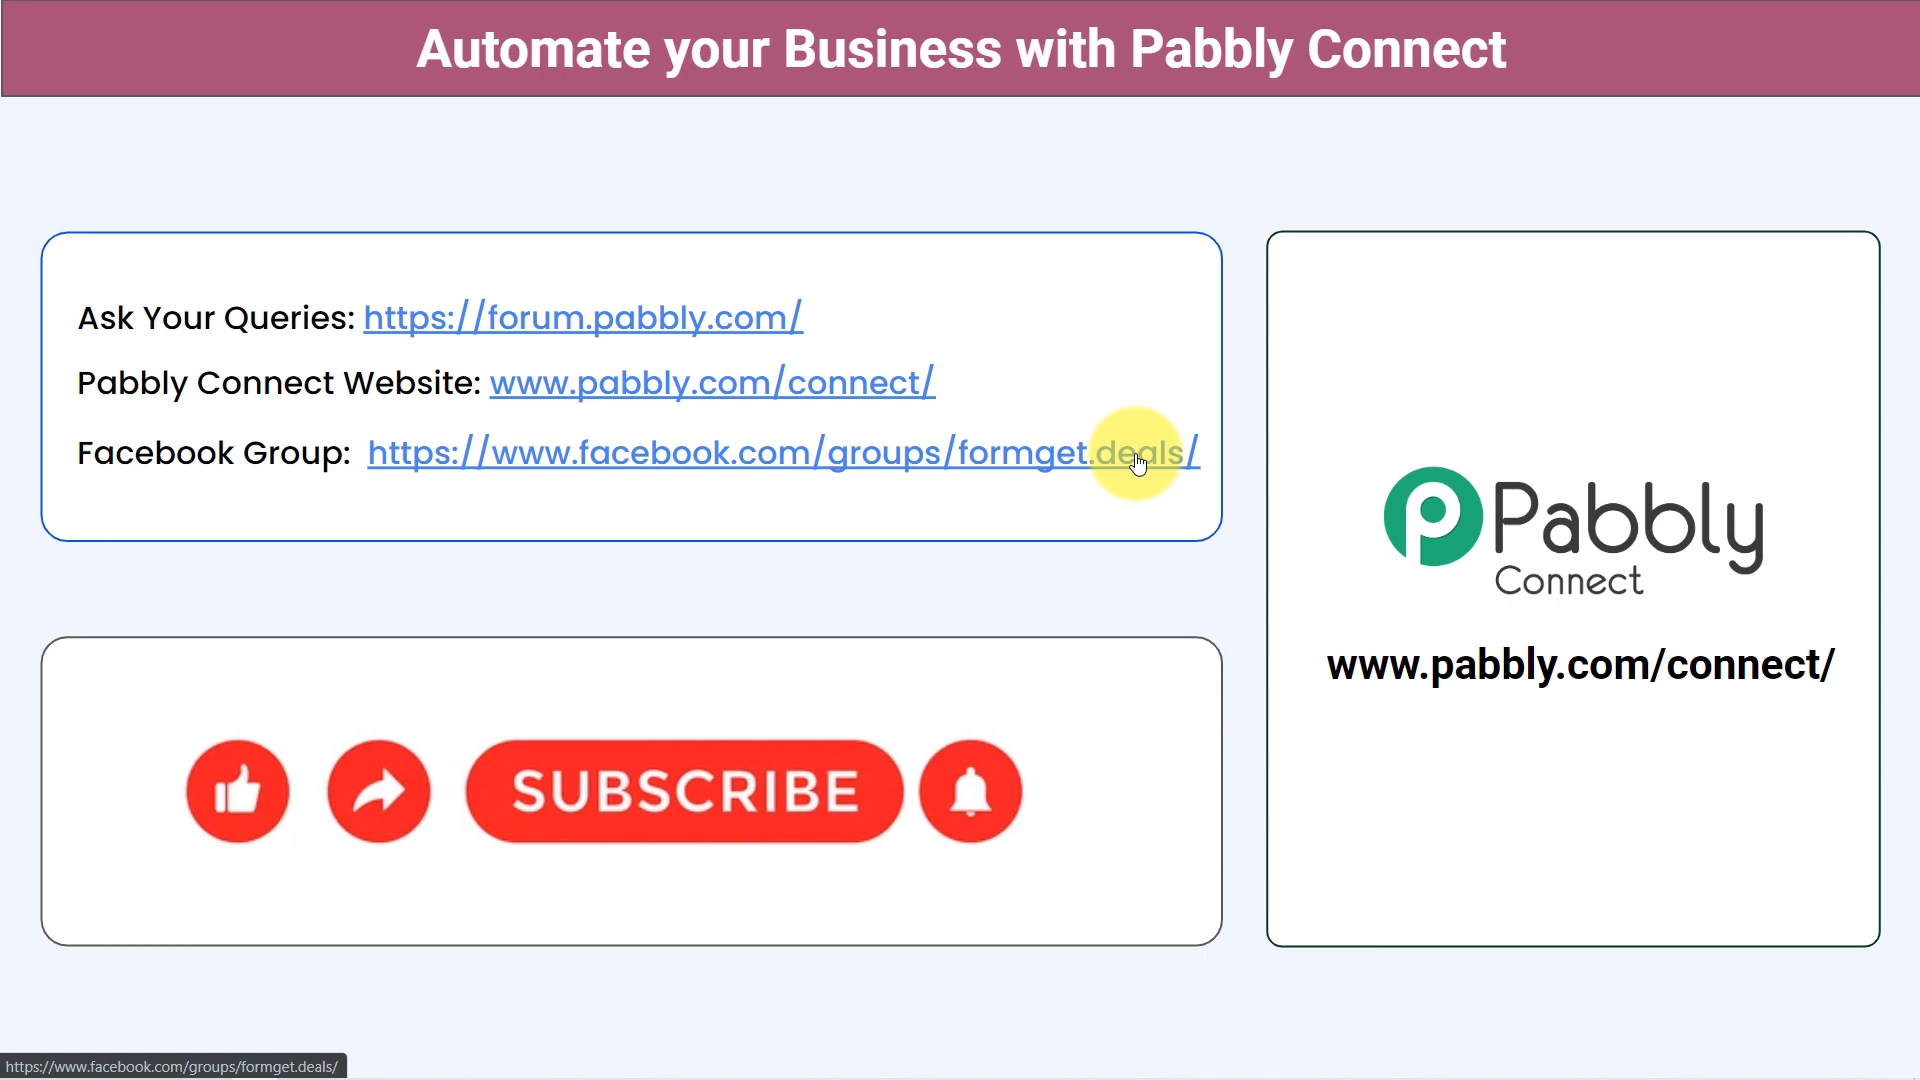 Automate your Business with Pabbly Connect
Ask Your Queries: https://forum.pabbly.com/
Pabbly Connect Website: www.pabbly.com/connect/
Facebook Group: https://www.facebook.com/groups/formget.deals/
Pabbly
Connect
www.pabbly.com/connect/
SUBSCRIBE
https://www.facebook.com/groups/formget.deals/